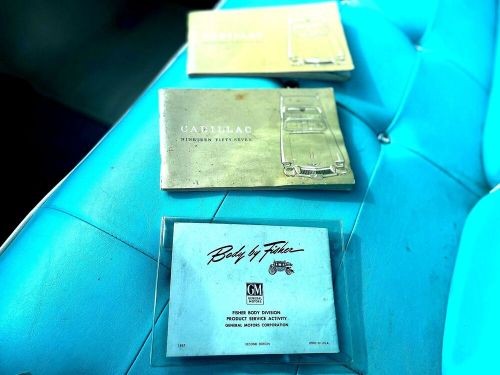 CADILLAC
CADILLAC
NINETEEN FIFTY-SEVEN
Body by Fisher
GM
GENERAL MOTORS
FISHER BODY DIVISION
PRODUCT SERVICE ACTIVITY
GENERAL MOTORS CORPORATION
1957
SECOND EDITION